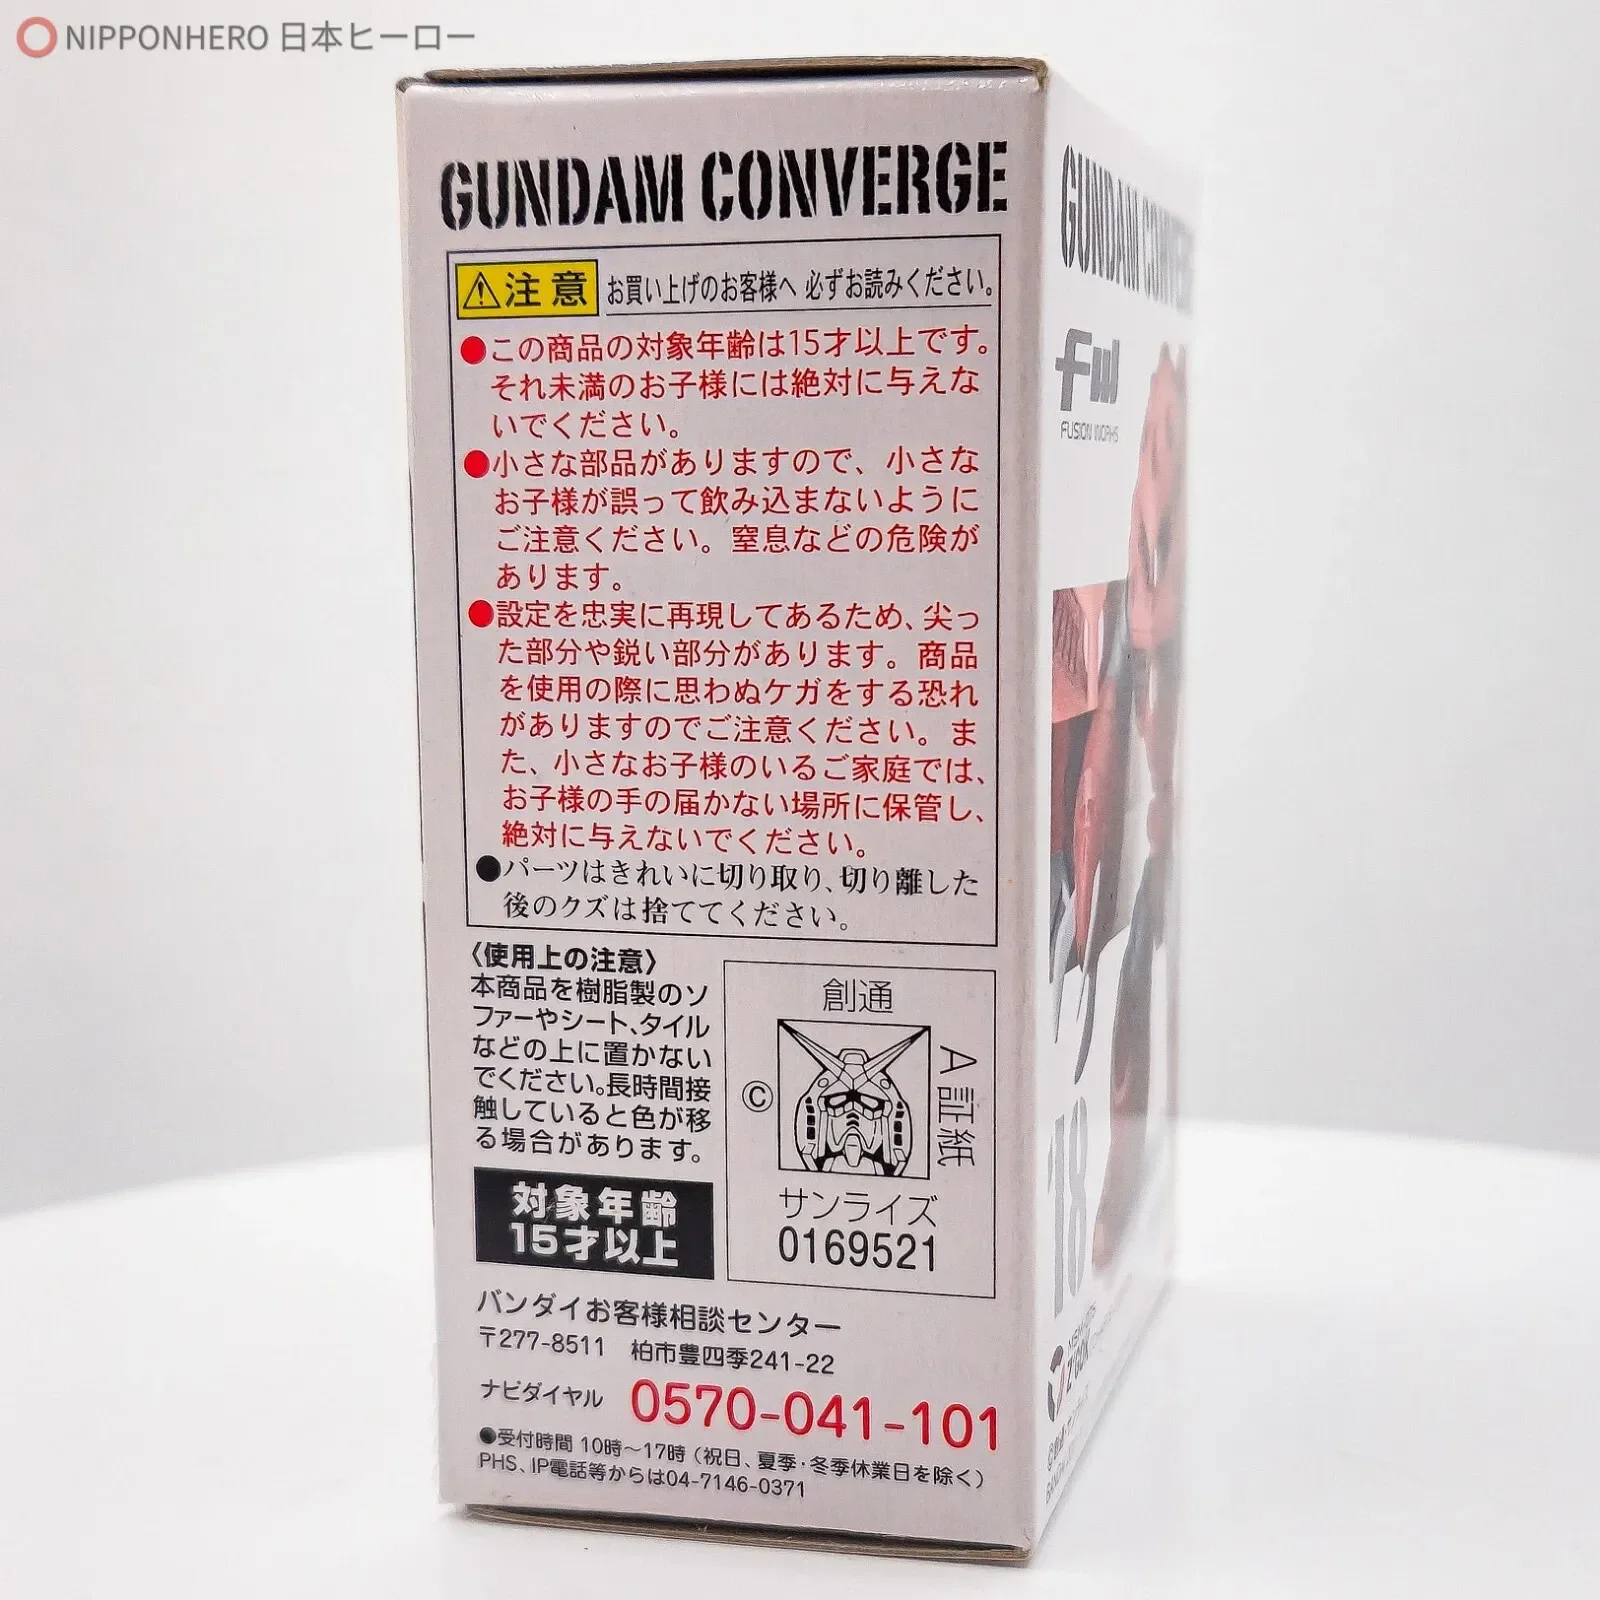 NIPPONHERO 日本ヒーロー
GUNDAM CONVERGE
注意 お買い上げのお客様へ 必ずお読みください。
●この商品の対象年齢は15才以上です。
それ未満のお子様には絶対に与えな
いでください。
●小さな部品がありますので、小さな
お子様が誤って飲み込まないように
ご注意ください。窒息などの危険が
あります。
●設定を忠実に再現してあるため、尖っ
た部分や鋭い部分があります。商品
を使用の際に思わぬケガをする恐れ
がありますのでご注意ください。ま
た、小さなお子様のいるご家庭では、
お子様の手の届かない場所に保管し、
絶対に与えないでください。
●パーツはきれいに切り取り、切り離した
後のクズは捨ててください。
〈使用上の注意〉
本商品を樹脂製のソ
ファーやシート、タイル
などの上に置かない
でください。長時間接
触していると色が移
る場合があります。
対象年齢
15才以上
創通
©
A証紙
サンライズ
0169521
バンダイお客様相談センター
〒277-8511 柏市豊四季241-22
ナビダイヤル 0570-041-101
●受付時間 10時～17時（祝日、夏季・冬季休業日を除く）
PHS、IP電話等からは04-7146-0371
GUNDAM CONVERGE
FW
FUSION WORKS
18
Z'GOK